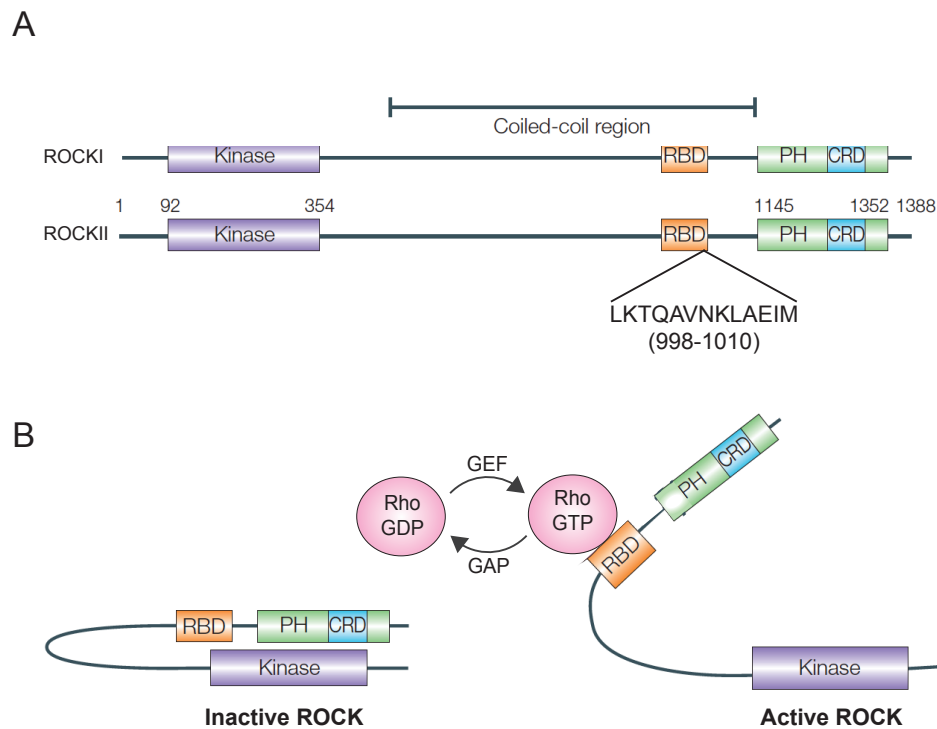 A
Coiled-coil region
ROCKI
Kinase
RBD
PH
CRD
1
92
354
1145
1352
1388
ROCKII
Kinase
RBD
PH
CRD
LKTQAVNKLAEIM
(998-1010)
B
GEF
Rho
GDP
Rho
GTP
GAP
RBD
PH
CRD
RBD
PH
CRD
Kinase
Kinase
Inactive ROCK
Active ROCK